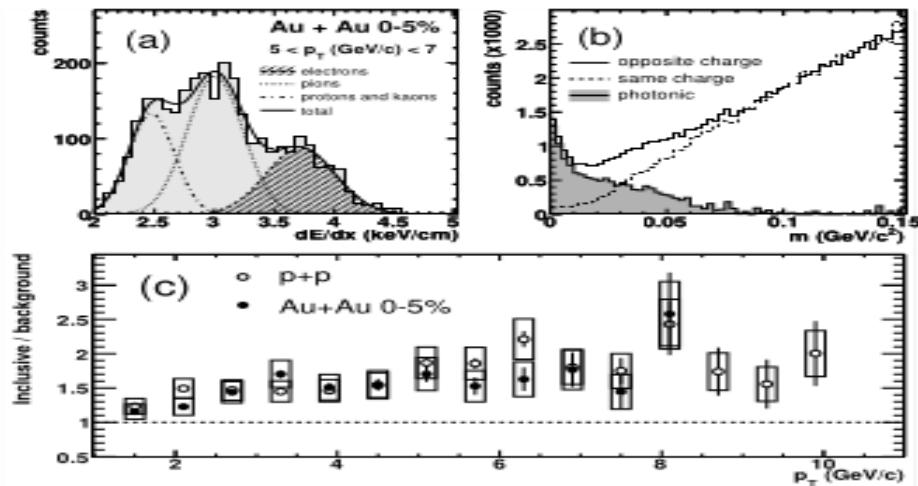 (a)
Au + Au 0-5%
5 < pT (GeV/c) < 7
electrons
pions
protons and kaons
total
counts
200
100
0
2
2.5
3
3.5
4
4.5
5
dE/dx (keV/cm)
(b)
opposite charge
same charge
photonic
counts (x1000)
2.5
2
1.5
1
0.5
0
0
0.05
0.1
0.15
m (GeV/c²)
(c)
p+p
Au+Au 0-5%
Inclusive / background
3
2.5
2
1.5
1
0.5
2
4
6
8
10
pT (GeV/c)